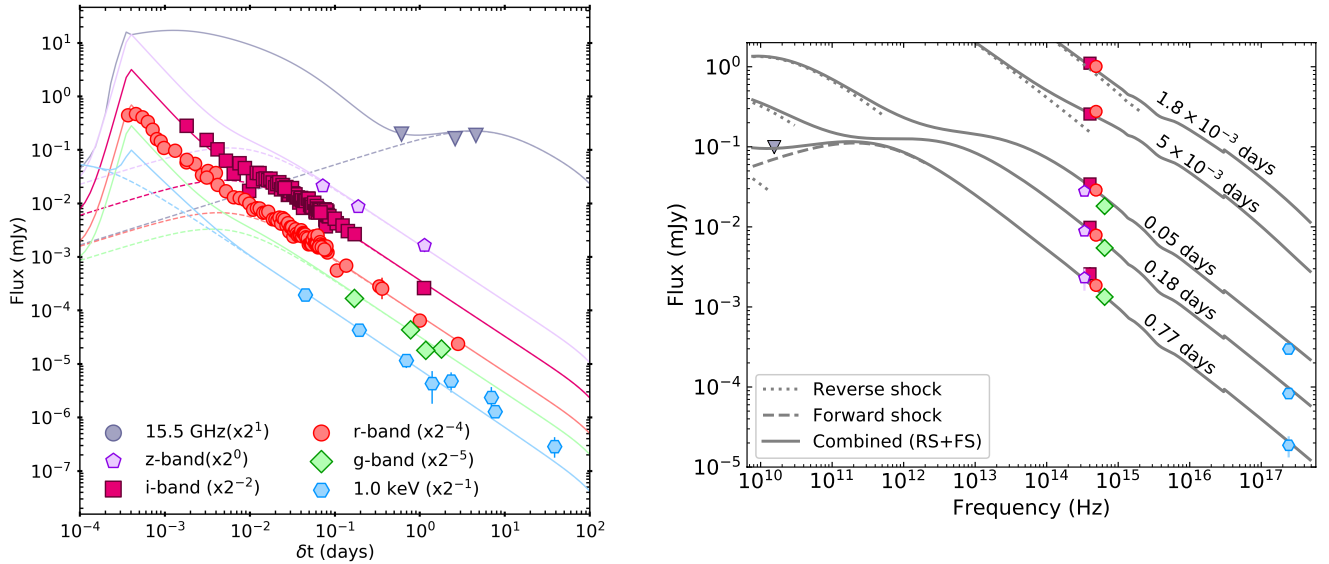 10¹
10⁰
10⁻¹
10⁻²
10⁻³
10⁻⁴
10⁻⁵
10⁻⁶
10⁻⁷
Flux (mJy)
15.5 GHz(x2¹)
z-band(x2⁰)
i-band (x2⁻²)
r-band (x2⁻⁴)
g-band (x2⁻⁵)
1.0 keV (x2⁻¹)
10⁻⁴ 10⁻³ 10⁻² 10⁻¹ 10⁰ 10¹ 10²
δt (days)
10⁰
10⁻¹
10⁻²
10⁻³
10⁻⁴
10⁻⁵
Flux (mJy)
1.8 × 10⁻³ days
5 × 10⁻³ days
0.05 days
0.18 days
0.77 days
Reverse shock
Forward shock
Combined (RS+FS)
10¹⁰ 10¹¹ 10¹² 10¹³ 10¹⁴ 10¹⁵ 10¹⁶ 10¹⁷
Frequency (Hz)